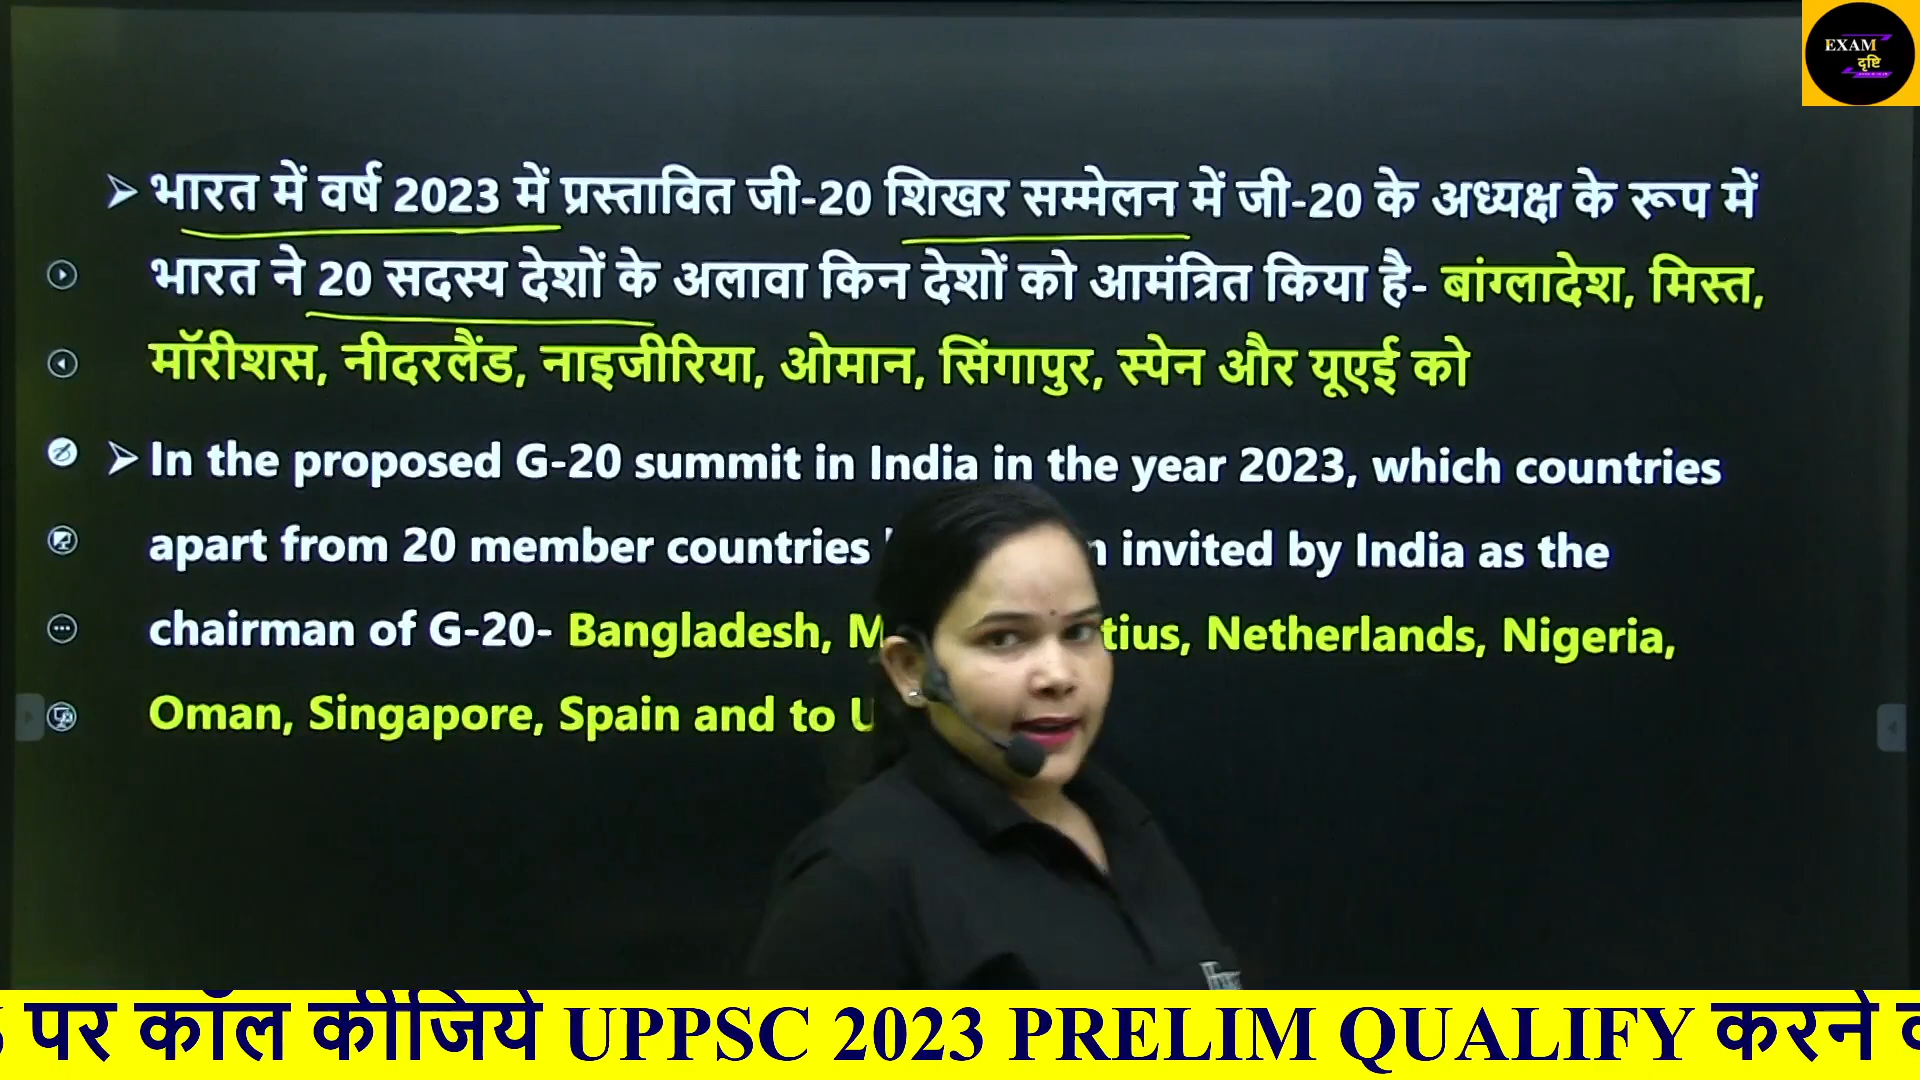 EXAM
दृष्टि
➢ भारत में वर्ष 2023 में प्रस्तावित जी-20 शिखर सम्मेलन में जी-20 के अध्यक्ष के रूप में
भारत ने 20 सदस्य देशों के अलावा किन देशों को आमंत्रित किया है- बांग्लादेश, मिस्त,
मॉरीशस, नीदरलैंड, नाइजीरिया, ओमान, सिंगापुर, स्पेन और यूएई को
➢ In the proposed G-20 summit in India in the year 2023, which countries
apart from 20 member countries invited by India as the
chairman of G-20- Bangladesh, Netherlands, Nigeria,
Oman, Singapore, Spain and to
पर कॉल कीजिये UPPSC 2023 PRELIM QUALIFY करने